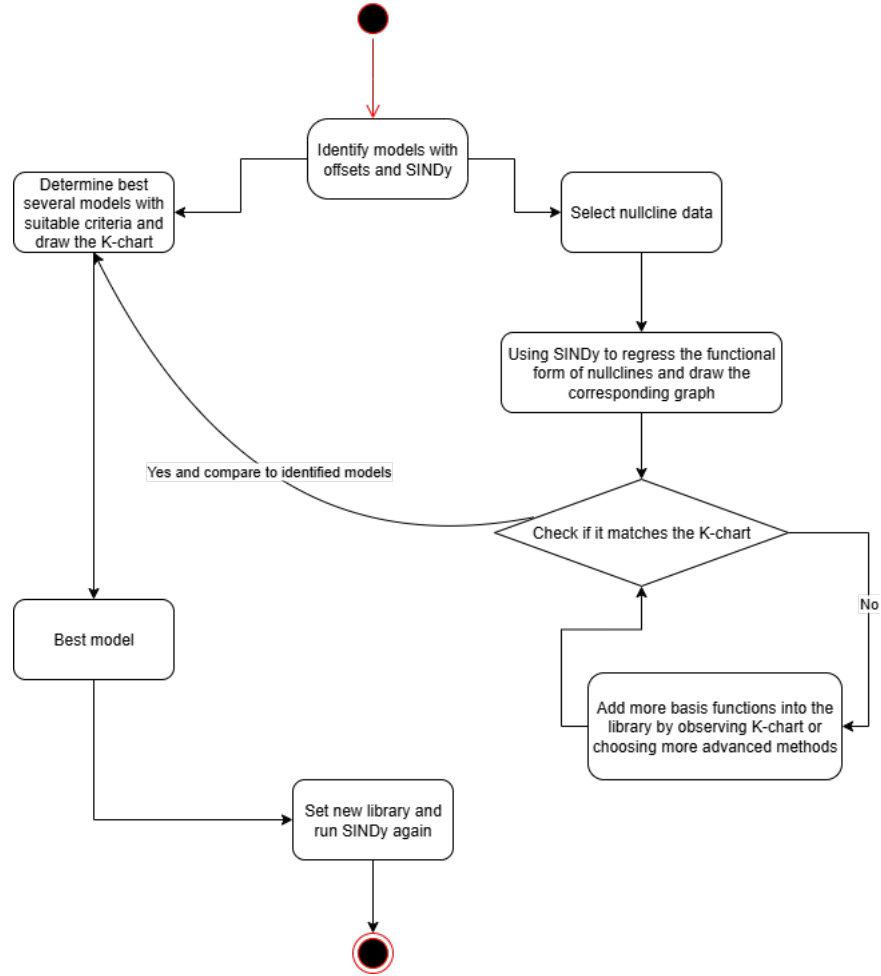 Identify models with
offsets and SINDy
Determine best
several models with
suitable criteria and
draw the K-chart
Select nullcline data
Using SINDy to regress the functional
form of nullclines and draw the
corresponding graph
Yes and compare to identified models
Check if it matches the K-chart
No
Best model
Add more basis functions into the
library by observing K-chart or
choosing more advanced methods
Set new library and
run SINDy again